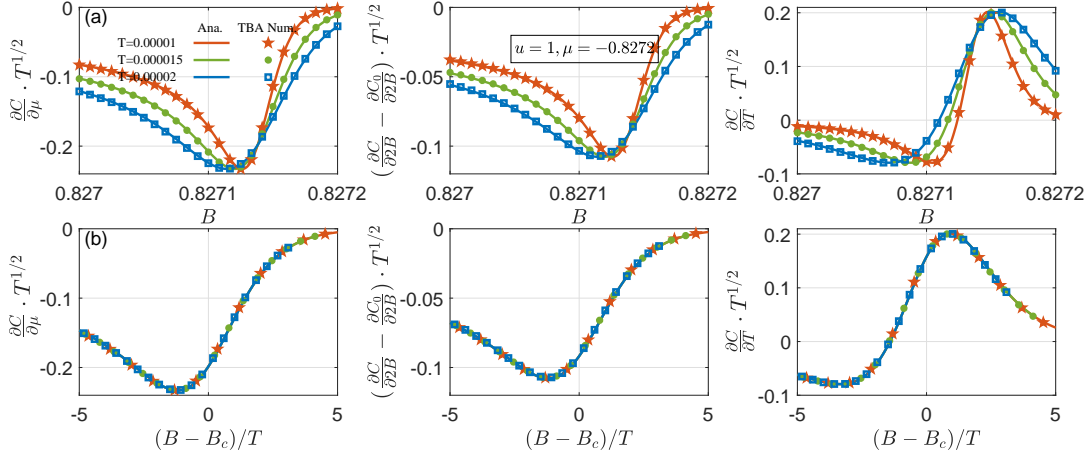 (a)
Ana. TBA Num.
T=0.00001
T=0.000015
T=0.00002
0
-0.1
-0.2
0.827 0.8271 0.8272
B
∂C/∂μ · T^{1/2}
u = 1, μ = −0.8272
0
-0.05
-0.1
0.827 0.8271 0.8272
B
(∂C/∂2B − ∂C₀/∂2B) · T^{1/2}
0.2
0.1
0
-0.1
0.827 0.8271 0.8272
B
∂C/∂T · T^{1/2}
(b)
0
-0.1
-0.2
-5 0 5
(B − B_c)/T
∂C/∂μ · T^{1/2}
0
-0.05
-0.1
-5 0 5
(B − B_c)/T
(∂C/∂2B − ∂C₀/∂2B) · T^{1/2}
0.2
0.1
0
-0.1
-5 0 5
(B − B_c)/T
∂C/∂T · T^{1/2}